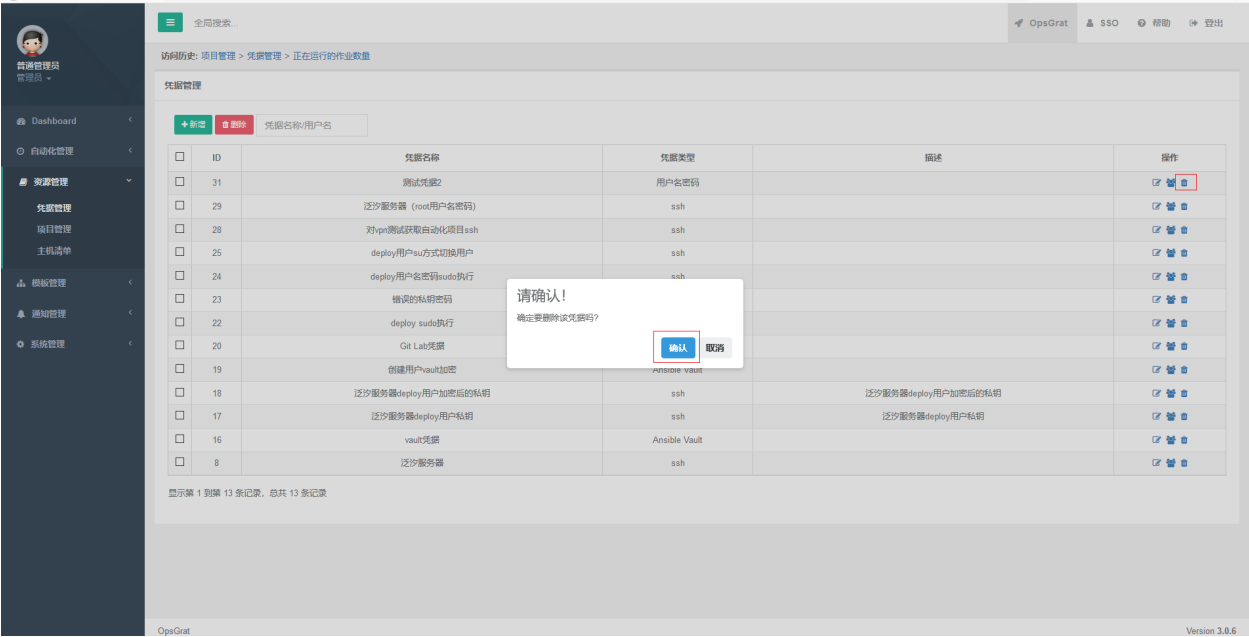 全局搜索...
OpsGrat
SSO
帮助
登出
普通管理员
管理员
访问历史: 项目管理 > 凭据管理 > 正在运行的作业数量
凭据管理
Dashboard
自动化管理
资源管理
凭据管理
项目管理
主机清单
模板管理
通知管理
系统管理
新增 删除 凭据名称/用户名
ID 凭据名称 凭据类型 描述 操作
31 测试凭据2 用户名密码
29 泛汐服务器（root用户名密码） ssh
28 对vpn测试获取自动化项目ssh ssh
25 deploy用户su方式切换用户 ssh
24 deploy用户名密码sudo执行 ssh
23 错误的私钥密码
22 deploy sudo执行
20 Git Lab凭据
19 创建用户vault加密 Ansible Vault
18 泛汐服务器deploy用户加密后的私钥 ssh 泛汐服务器deploy用户加密后的私钥
17 泛汐服务器deploy用户私钥 ssh 泛汐服务器deploy用户私钥
16 vault凭据 Ansible Vault
8 泛汐服务器 ssh
请确认!
确定要删除该凭据吗?
确认 取消
显示第 1 到第 13 条记录，总共 13 条记录
OpsGrat
Version 3.0.6